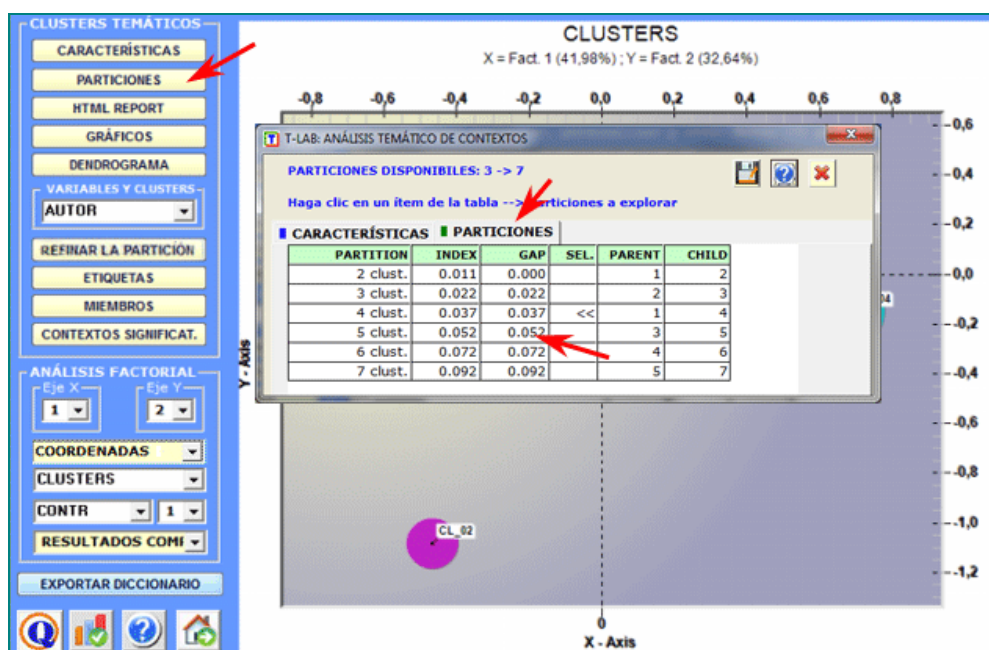 CLUSTERS TEMÁTICOS
CARACTERÍSTICAS
PARTICIONES
HTML REPORT
GRÁFICOS
DENDROGRAMA
VARIABLES Y CLUSTERS
AUTOR
REFINAR LA PARTICIÓN
ETIQUETAS
MIEMBROS
CONTEXTOS SIGNIFICAT.
ANÁLISIS FACTORIAL
Eje X Eje Y
1 2
COORDENADAS
CLUSTERS
CONTR 1
RESULTADOS COMP
EXPORTAR DICCIONARIO
CLUSTERS
X = Fact. 1 (41,98%) ; Y = Fact. 2 (32,64%)
-0,8 -0,6 -0,4 -0,2 0,0 0,2 0,4 0,6 0,8
T-LAB: ANÁLISIS TEMÁTICO DE CONTEXTOS
PARTICIONES DISPONIBILES: 3 -> 7
Haga clic en un ítem de la tabla --> particiones a explorar
CARACTERÍSTICAS PARTICIONES
PARTITION INDEX GAP SEL. PARENT CHILD
2 clust. 0.011 0.000 1 2
3 clust. 0.022 0.022 2 3
4 clust. 0.037 0.037 << 1 4
5 clust. 0.052 0.052 3 5
6 clust. 0.072 0.072 4 6
7 clust. 0.092 0.092 5 7
-0,6
-0,4
-0,2
-0,0
04
-0,2
-0,4
-0,6
-0,8
-1,0
-1,2
Y - Axis
CL_02
0
X - Axis